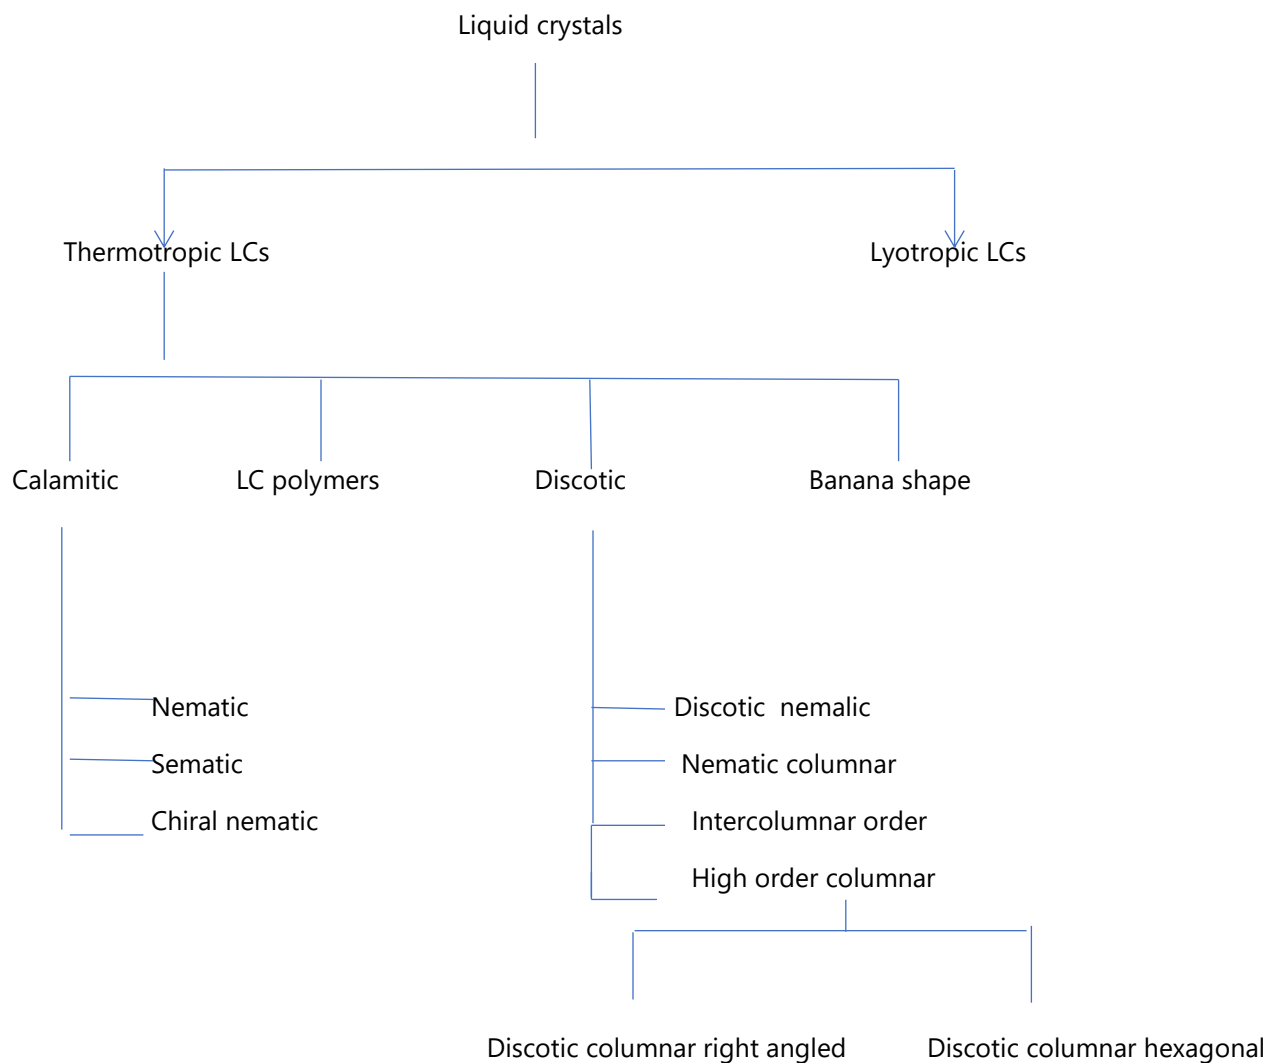 Liquid crystals
Thermotropic LCs Lyotropic LCs
Calamitic LC polymers Discotic Banana shape
Nematic Discotic nemalic
Sematic Nematic columnar
Chiral nematic Intercolumnar order
High order columnar
Discotic columnar right angled Discotic columnar hexagonal